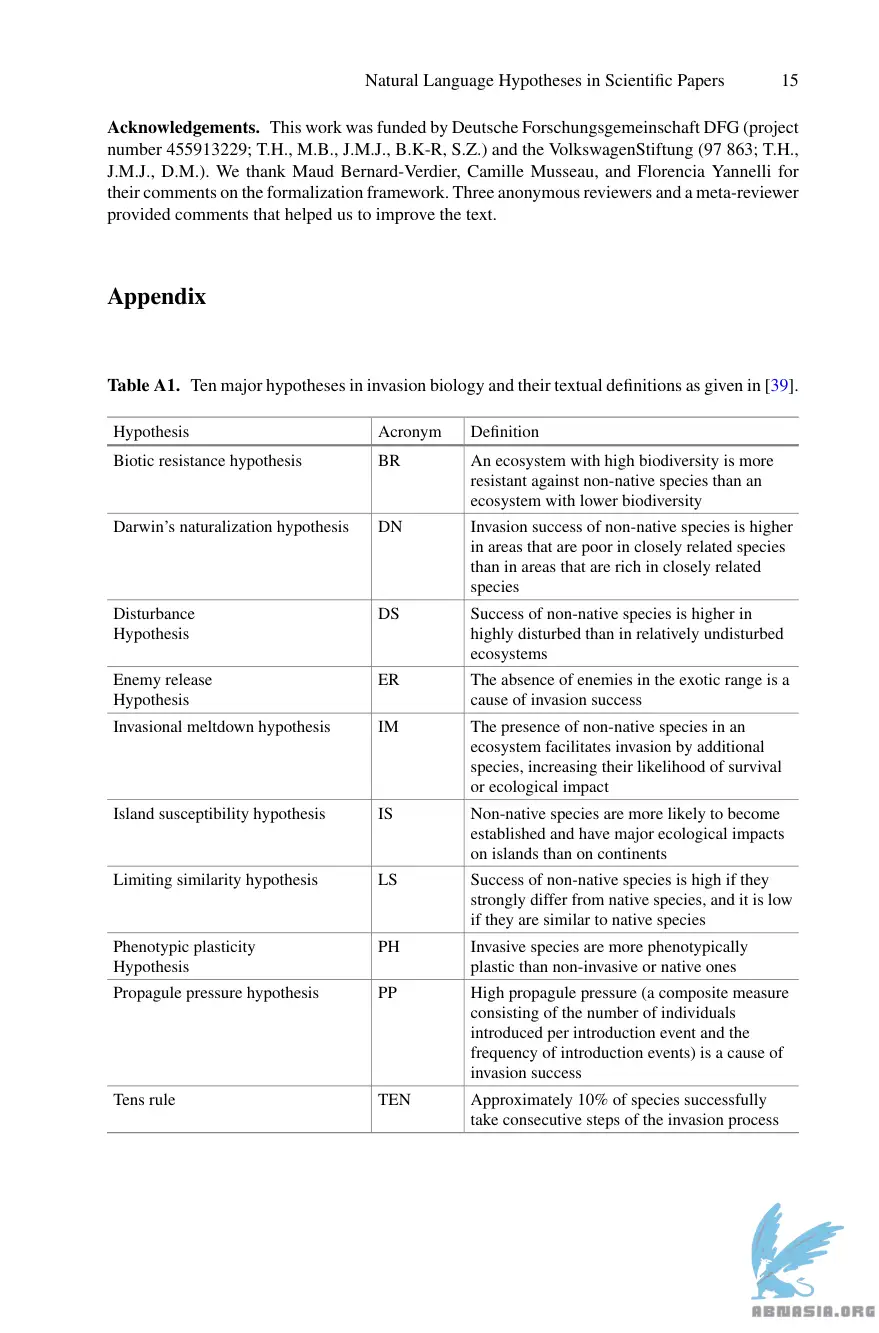 Natural Language Hypotheses in Scientific Papers 15
Acknowledgements. This work was funded by Deutsche Forschungsgemeinschaft DFG (project
number 455913229; T.H., M.B., J.M.J., B.K-R, S.Z.) and the VolkswagenStiftung (97 863; T.H.,
J.M.J., D.M.). We thank Maud Bernard-Verdier, Camille Musseau, and Florencia Yannelli for
their comments on the formalization framework. Three anonymous reviewers and a meta-reviewer
provided comments that helped us to improve the text.
Appendix
Table A1. Ten major hypotheses in invasion biology and their textual definitions as given in [39].
Hypothesis Acronym Definition
Biotic resistance hypothesis BR An ecosystem with high biodiversity is more
resistant against non-native species than an
ecosystem with lower biodiversity
Darwin's naturalization hypothesis DN Invasion success of non-native species is higher
in areas that are poor in closely related species
than in areas that are rich in closely related
species
Disturbance DS Success of non-native species is higher in
Hypothesis highly disturbed than in relatively undisturbed
ecosystems
Enemy release ER The absence of enemies in the exotic range is a
Hypothesis cause of invasion success
Invasional meltdown hypothesis IM The presence of non-native species in an
ecosystem facilitates invasion by additional
species, increasing their likelihood of survival
or ecological impact
Island susceptibility hypothesis IS Non-native species are more likely to become
established and have major ecological impacts
on islands than on continents
Limiting similarity hypothesis LS Success of non-native species is high if they
strongly differ from native species, and it is low
if they are similar to native species
Phenotypic plasticity PH Invasive species are more phenotypically
Hypothesis plastic than non-invasive or native ones
Propagule pressure hypothesis PP High propagule pressure (a composite measure
consisting of the number of individuals
introduced per introduction event and the
frequency of introduction events) is a cause of
invasion success
Tens rule TEN Approximately 10% of species successfully
take consecutive steps of the invasion process
ABNASIA.ORG